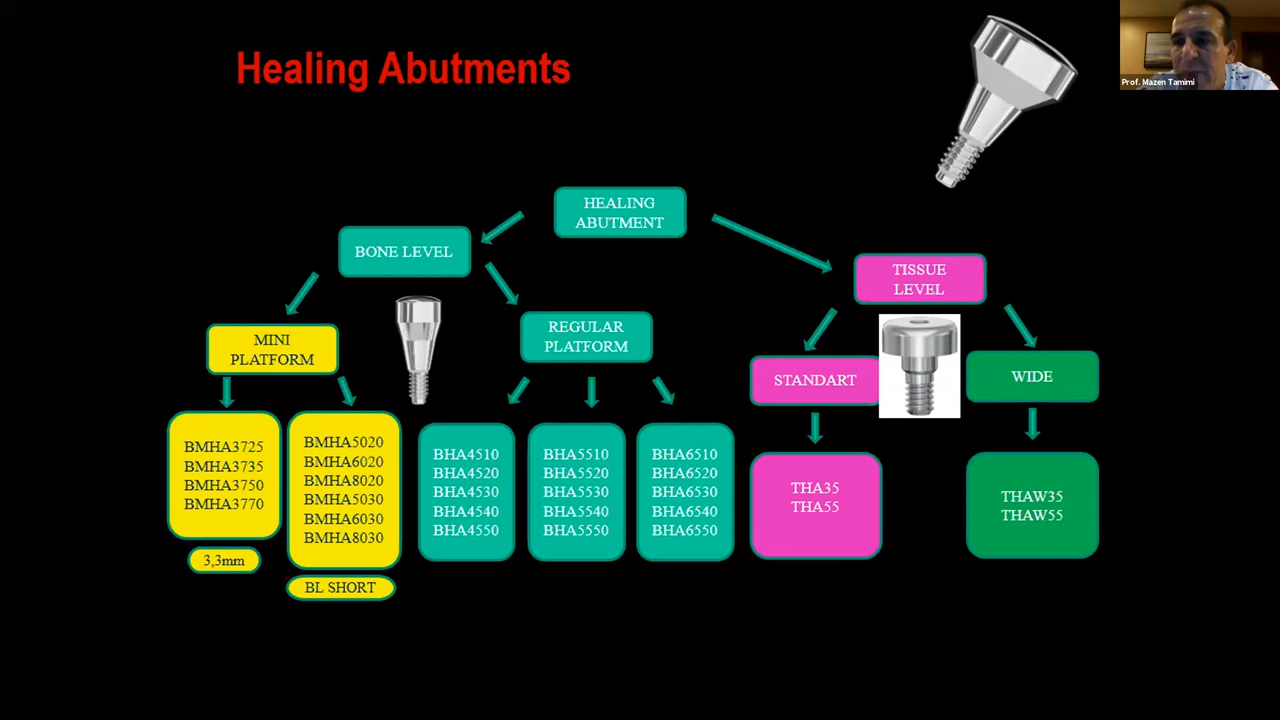 Healing Abutments
Prof. Mazen Tamimi
HEALING
ABUTMENT
BONE LEVEL
TISSUE
LEVEL
MINI
PLATFORM
REGULAR
PLATFORM
STANDART
WIDE
BMHA3725
BMHA3735
BMHA3750
BMHA3770
3,3mm
BMHA5020
BMHA6020
BMHA8020
BMHA5030
BMHA6030
BMHA8030
BL SHORT
BHA4510
BHA4520
BHA4530
BHA4540
BHA4550
BHA5510
BHA5520
BHA5530
BHA5540
BHA5550
BHA6510
BHA6520
BHA6530
BHA6540
BHA6550
THA35
THA55
THAW35
THAW55